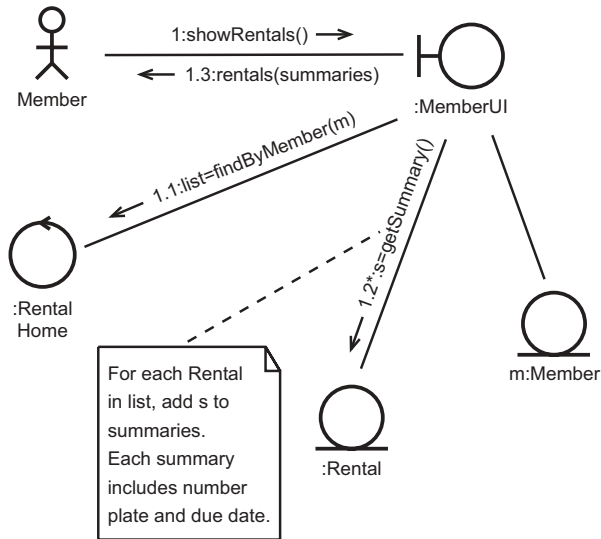 1:showRentals()
1.3:rentals(summaries)
Member
:MemberUI
1.1:list=findByMember(m)
1.2*:s=getSummary()
:Rental
Home
m:Member
For each Rental
in list, add s to
summaries.
Each summary
includes number
plate and due date.
:Rental